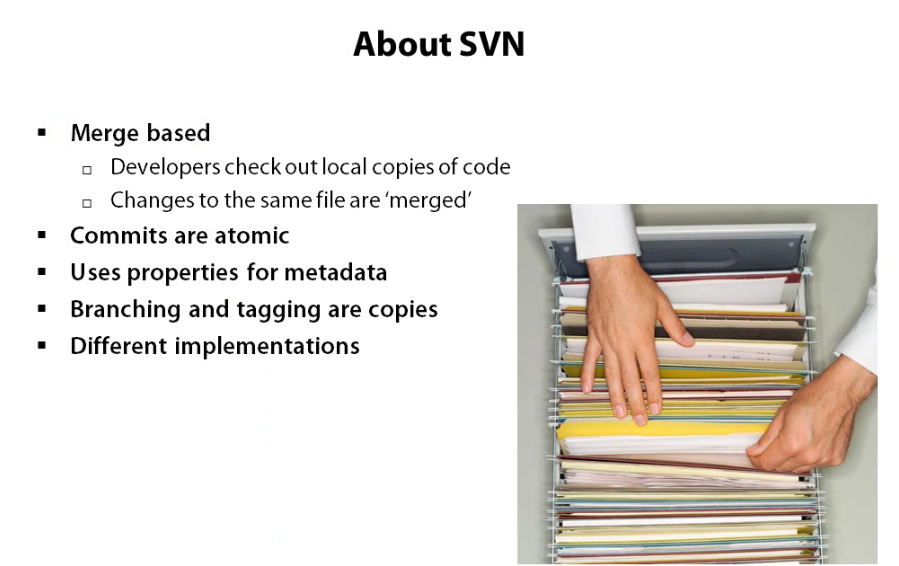 About SVN
▪ Merge based
▫ Developers check out local copies of code
▫ Changes to the same file are ‘merged’
▪ Commits are atomic
▪ Uses properties for metadata
▪ Branching and tagging are copies
▪ Different implementations